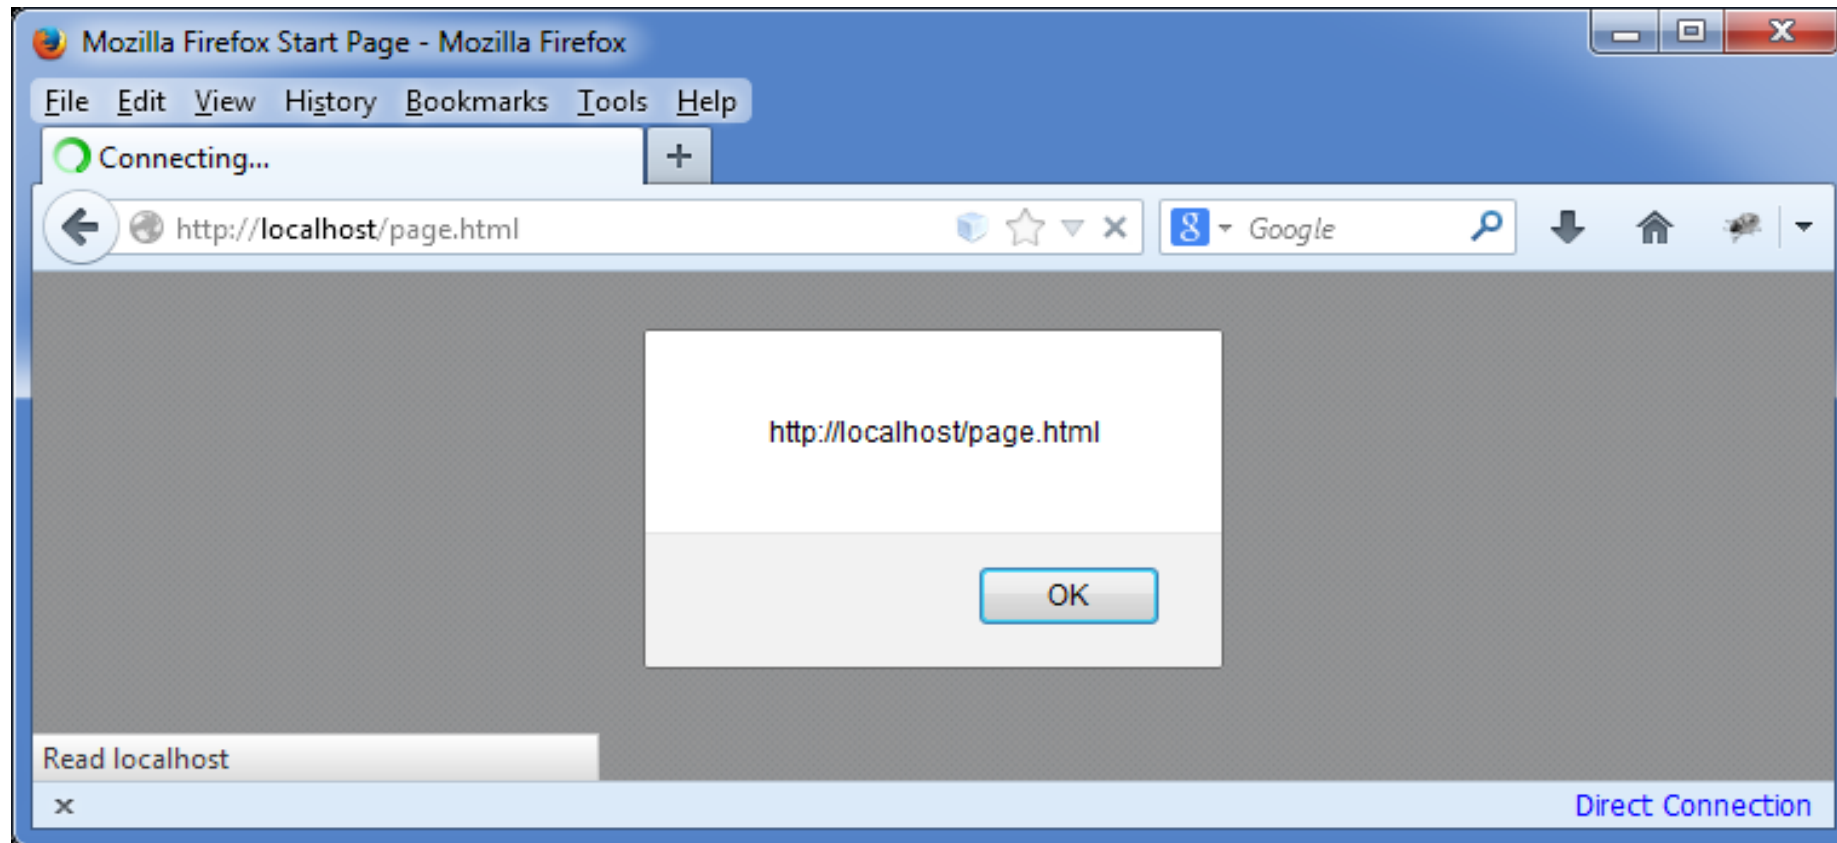 Mozilla Firefox Start Page - Mozilla Firefox
File Edit View History Bookmarks Tools Help
Connecting...
http://localhost/page.html
8 Google
http://localhost/page.html
OK
Read localhost
x Direct Connection